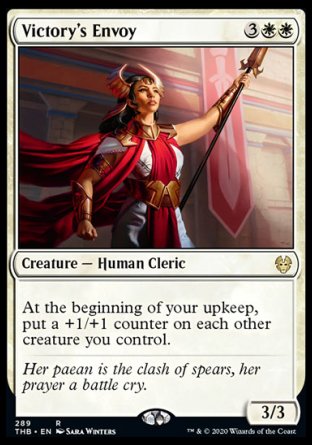 Victory's Envoy 3
Creature — Human Cleric
At the beginning of your upkeep,
put a +1/+1 counter on each other
creature you control.
Her paean is the clash of spears, her
prayer a battle cry.
289 R
THB • EN Sara Winters
™ & © 2020 Wizards of the Coast
3/3